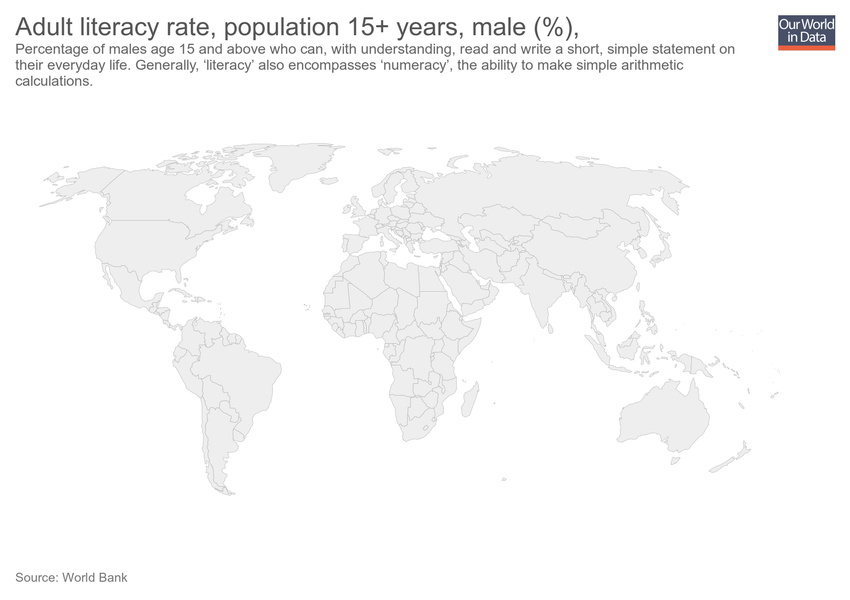 Adult literacy rate, population 15+ years, male (%),
Our World
in Data
Percentage of males age 15 and above who can, with understanding, read and write a short, simple statement on
their everyday life. Generally, ‘literacy’ also encompasses ‘numeracy’, the ability to make simple arithmetic
calculations.
Source: World Bank